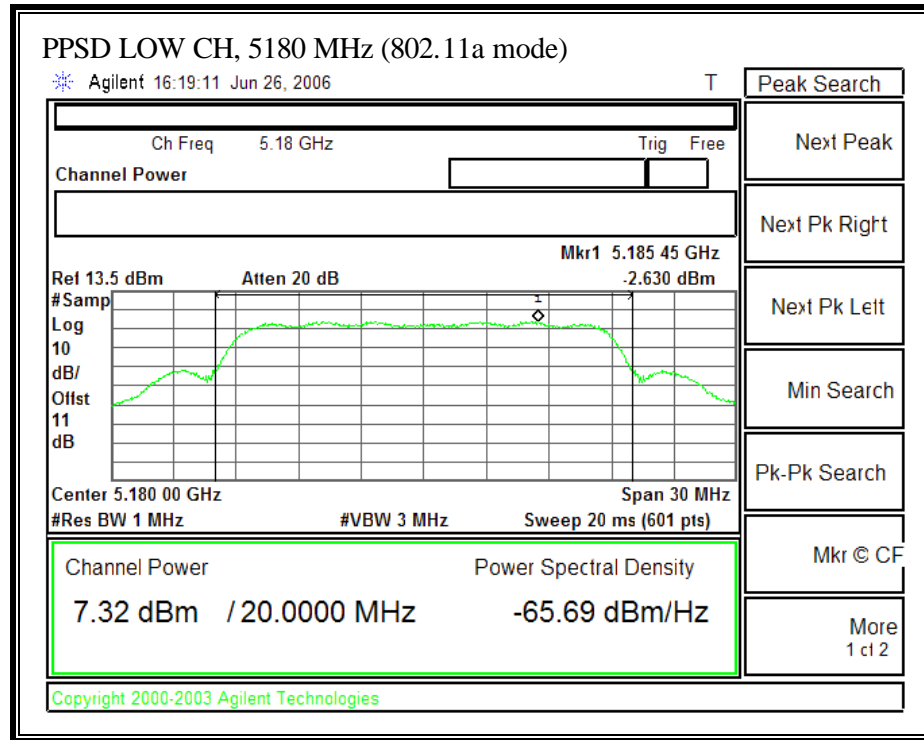 PPSD LOW CH, 5180 MHz (802.11a mode)
Agilent 16:19:11 Jun 26, 2006 T
Peak Search
Ch Freq 5.18 GHz Trig Free
Channel Power
Mkr1 5.185 45 GHz
Ref 13.5 dBm Atten 20 dB -2.630 dBm
#Samp
Log
10
dB/
Offst
11
dB
1
Center 5.180 00 GHz Span 30 MHz
#Res BW 1 MHz #VBW 3 MHz Sweep 20 ms (601 pts)
Channel Power Power Spectral Density
7.32 dBm / 20.0000 MHz -65.69 dBm/Hz
Copyright 2000-2003 Agilent Technologies
Next Peak
Next Pk Right
Next Pk Left
Min Search
Pk-Pk Search
Mkr © CF
More
1 of 2